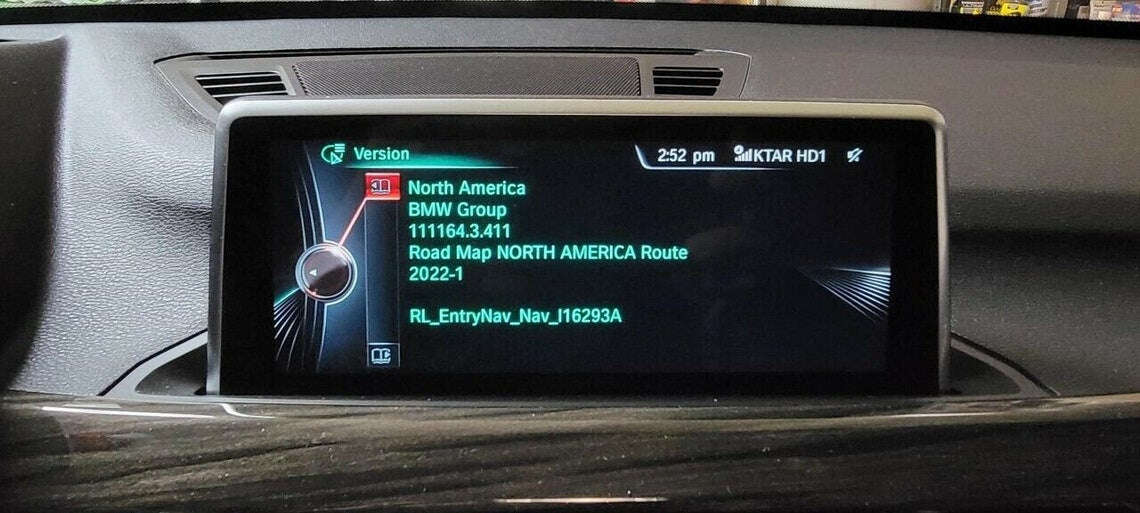 Version
2:52 pm KTAR HD1
North America
BMW Group
111164.3.411
Road Map NORTH AMERICA Route
2022-1
RL_EntryNav_Nav_I16293A